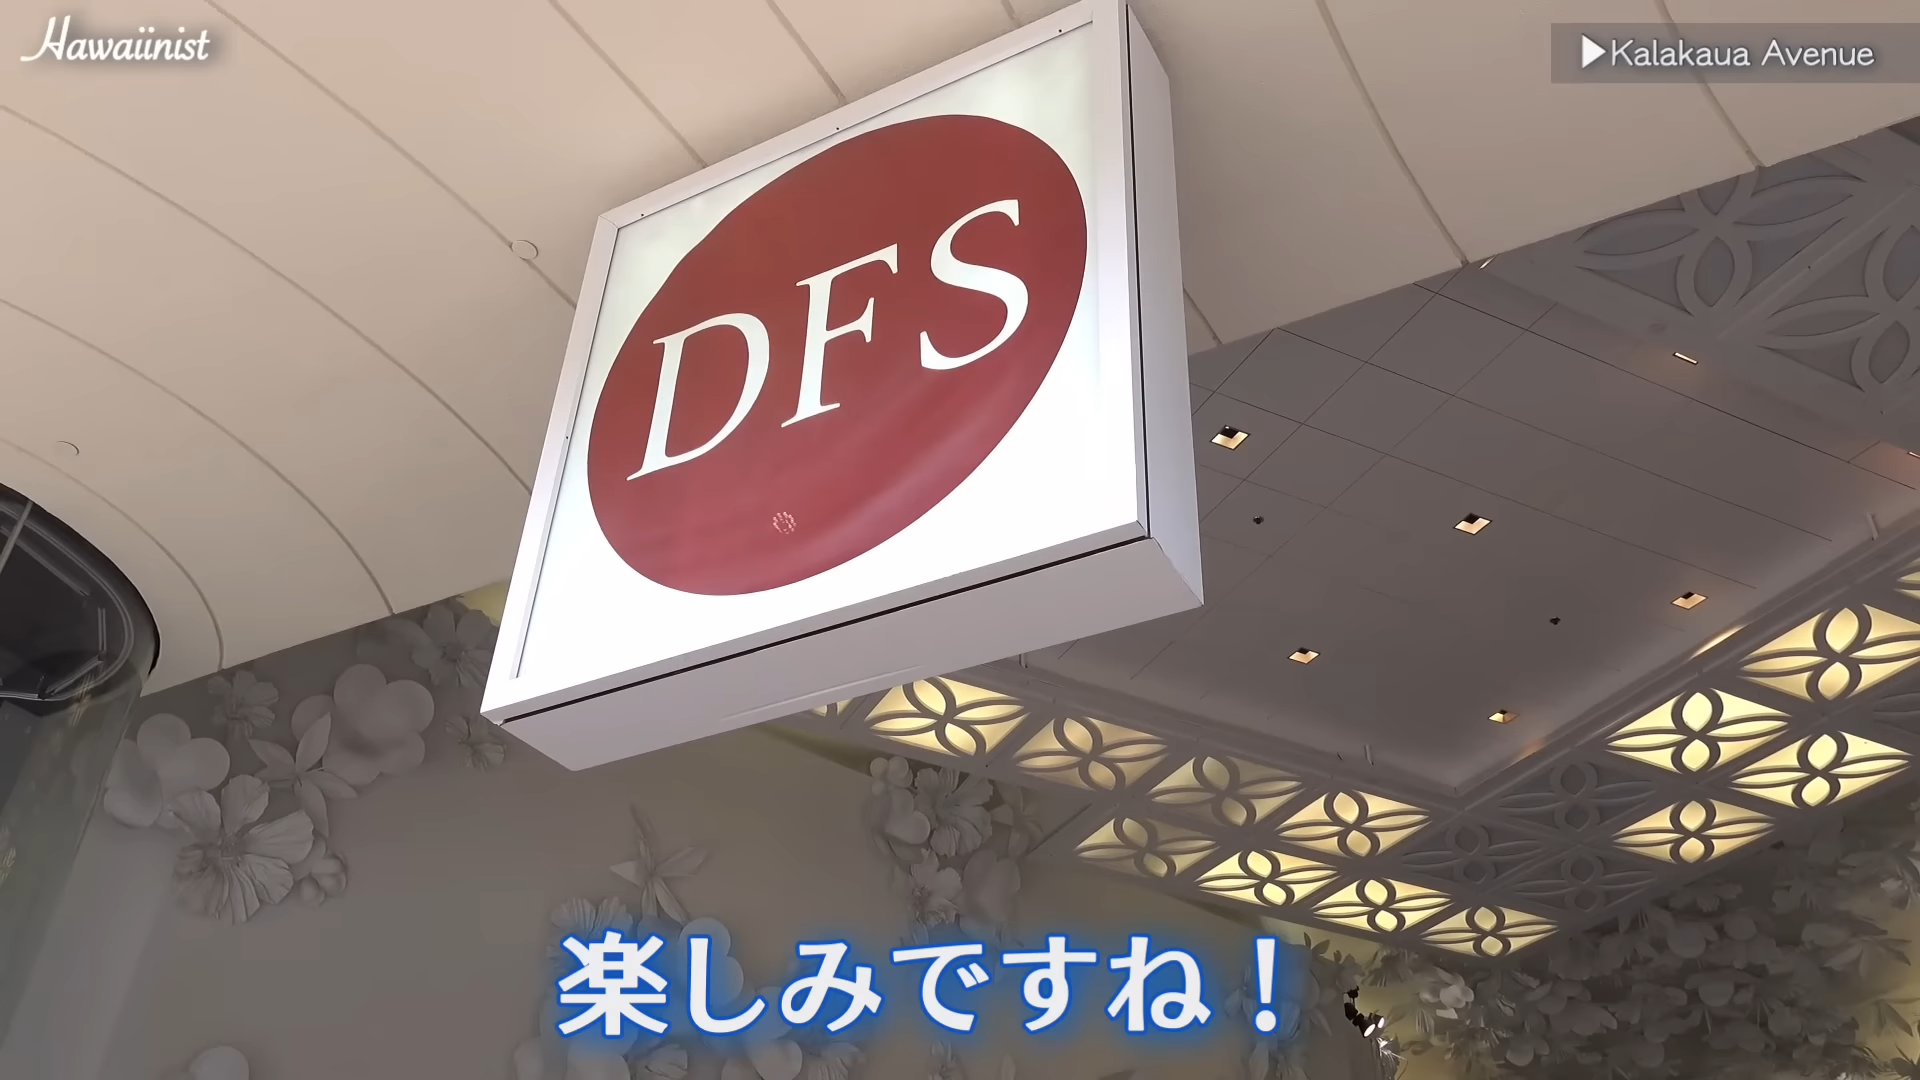 Hawaiinist
▶Kalakaua Avenue
DFS
楽しみですね！